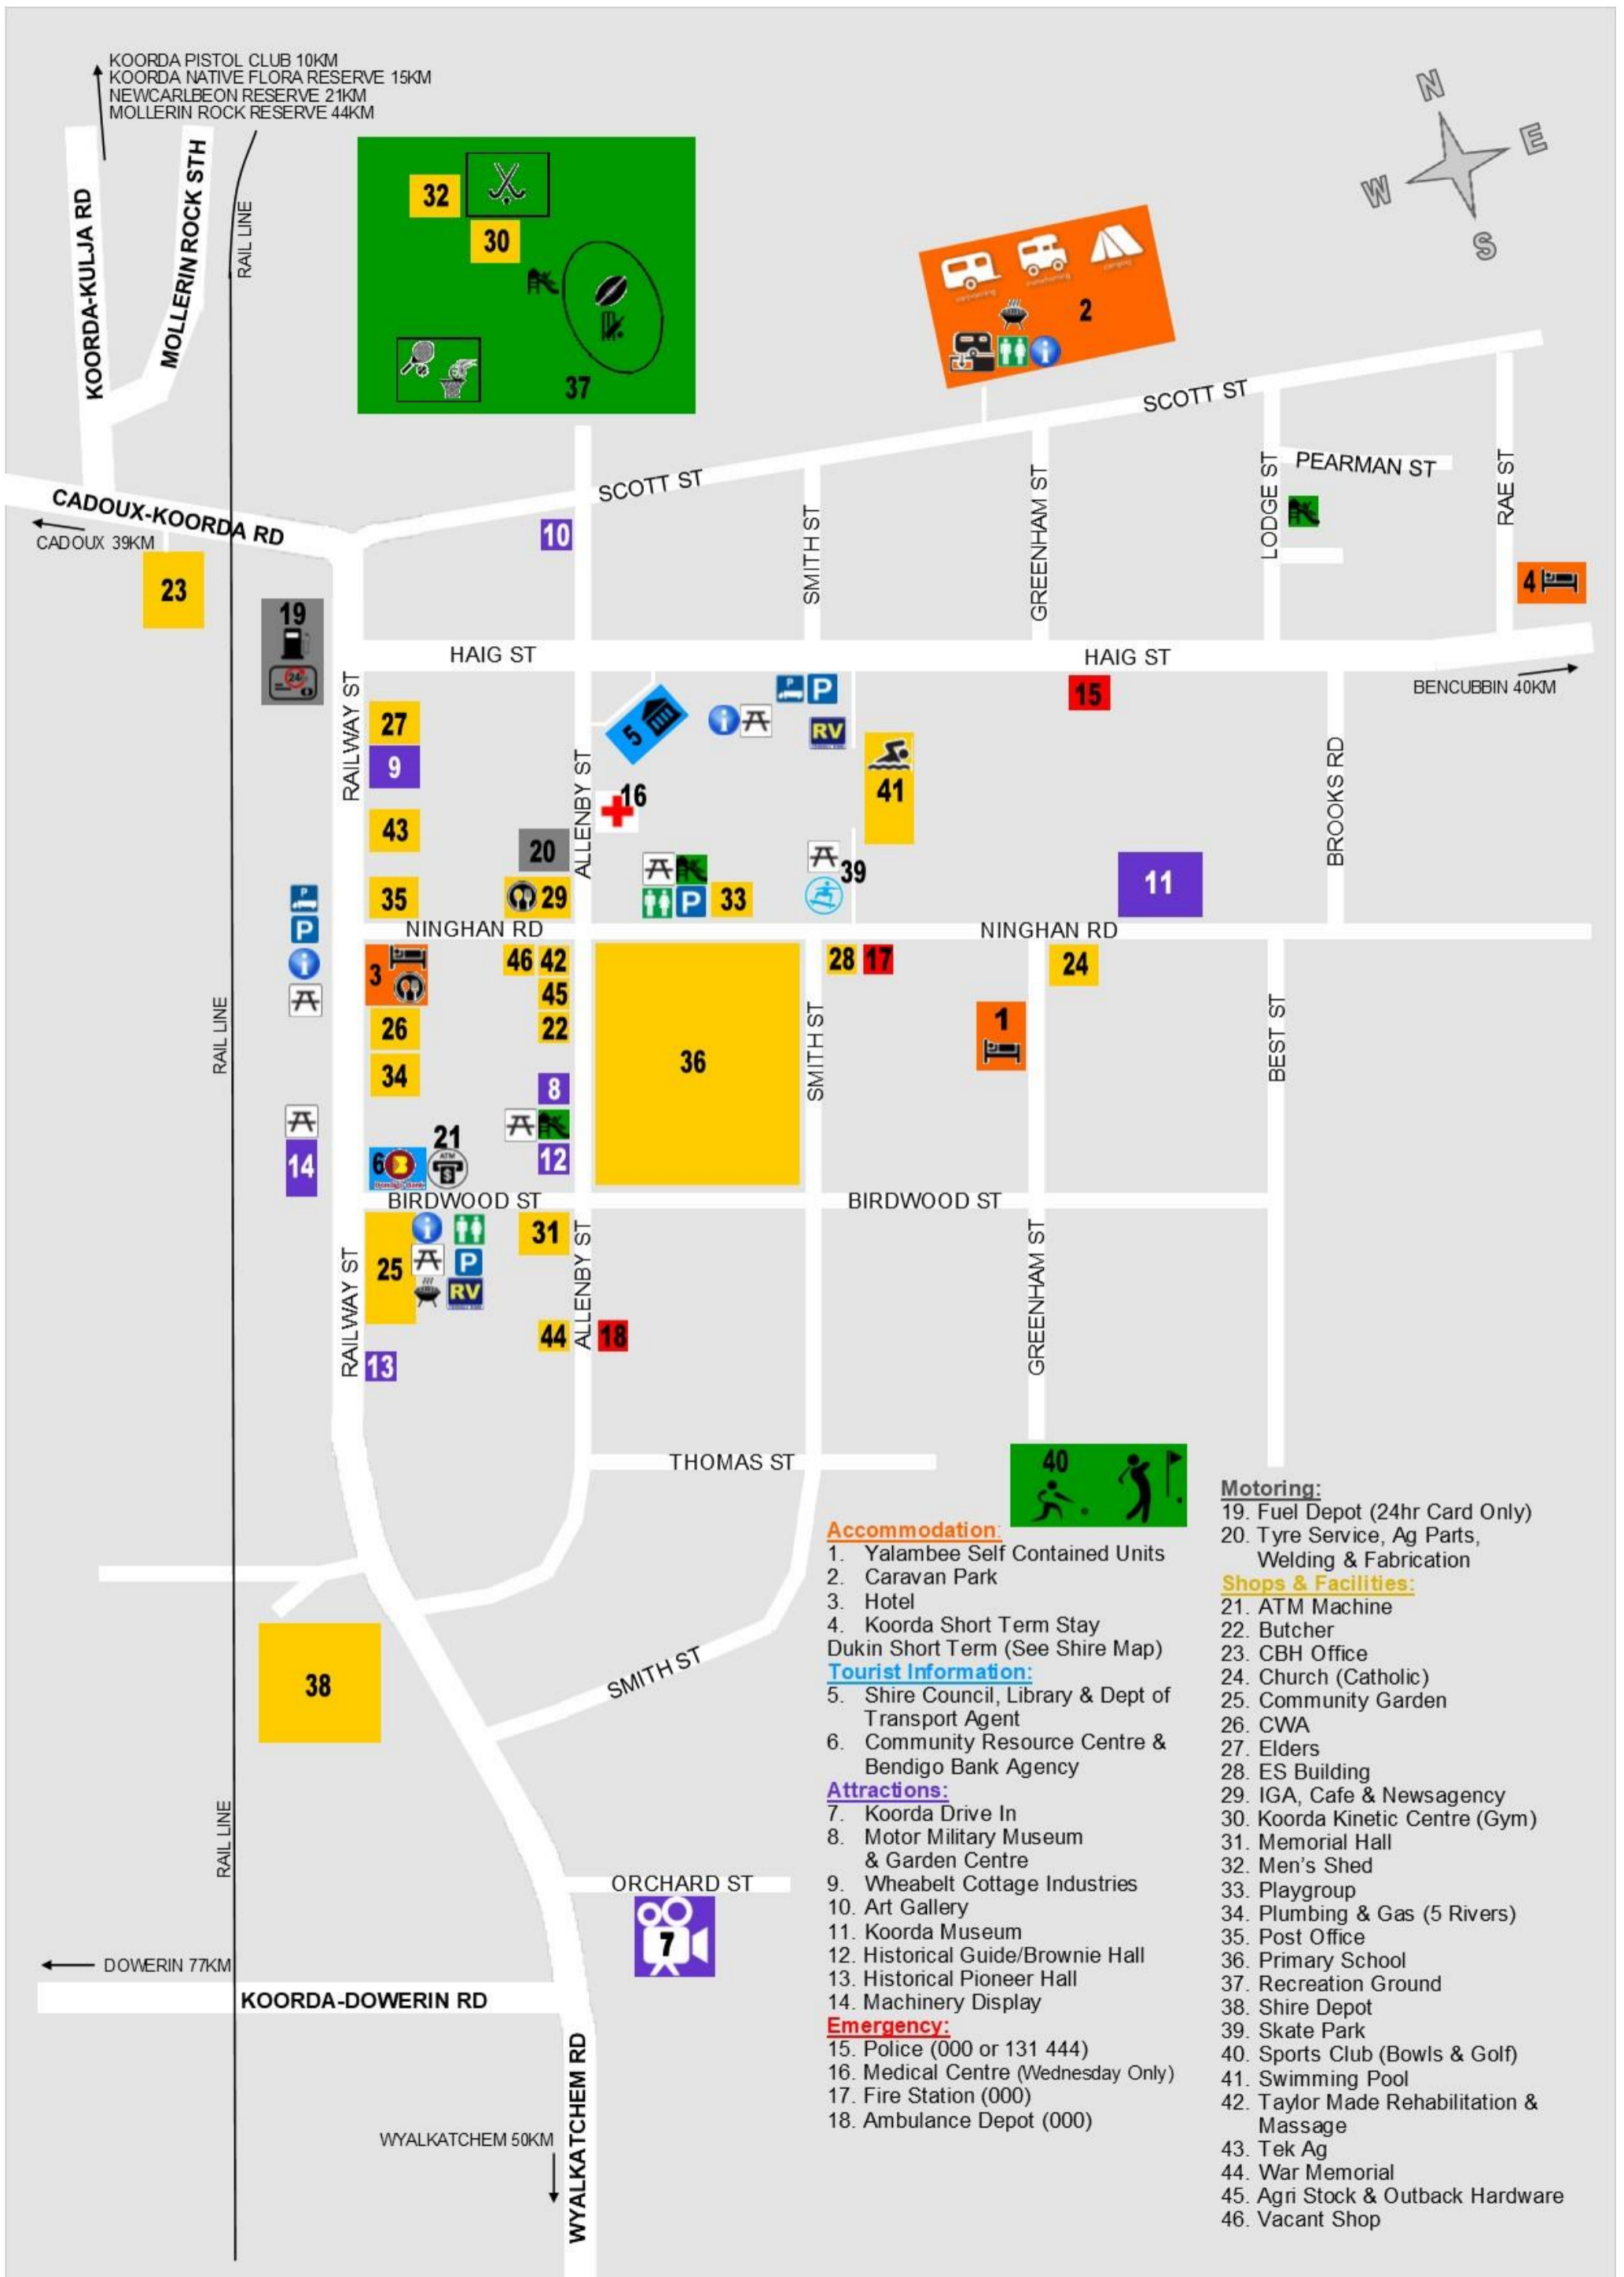 KOORDA PISTOL CLUB 10KM
KOORDA NATIVE FLORA RESERVE 15KM
NEWCARLBEON RESERVE 21KM
MOLLERIN ROCK RESERVE 44KM
N
E
W
S
KOORDA-KULJA RD
MOLLERIN ROCK STH
RAIL LINE
32
30
37
2
SCOTT ST
SCOTT ST
PEARMAN ST
CADOUX-KOORDA RD
CADOUX 39KM
10
SMITH ST
GREENHAM ST
LODGE ST
RAE ST
23
19
24
4
HAIG ST
HAIG ST
BENCUBBIN 40KM
RAILWAY ST
27
9
43
35
ALLENBY ST
5
P
P
RV
16
20
29
P
33
39
41
15
11
BROOKS RD
P
P
NINGHAN RD
NINGHAN RD
3
26
34
46
42
45
22
8
12
36
28
17
24
1
SMITH ST
BEST ST
RAIL LINE
14
6
21
ATM
BIRDWOOD ST
BIRDWOOD ST
25
P
RV
31
44
18
13
RAILWAY ST
ALLENBY ST
GREENHAM ST
THOMAS ST
40
38
SMITH ST
RAIL LINE
ORCHARD ST
7
DOWERIN 77KM
KOORDA-DOWERIN RD
WYALKATCHEM 50KM
WYALKATCHEM RD
Accommodation:
1. Yalambee Self Contained Units
2. Caravan Park
3. Hotel
4. Koorda Short Term Stay
Dukin Short Term (See Shire Map)
Tourist Information:
5. Shire Council, Library & Dept of
Transport Agent
6. Community Resource Centre &
Bendigo Bank Agency
Attractions:
7. Koorda Drive In
8. Motor Military Museum
& Garden Centre
9. Wheabelt Cottage Industries
10. Art Gallery
11. Koorda Museum
12. Historical Guide/Brownie Hall
13. Historical Pioneer Hall
14. Machinery Display
Emergency:
15. Police (000 or 131 444)
16. Medical Centre (Wednesday Only)
17. Fire Station (000)
18. Ambulance Depot (000)
Motoring:
19. Fuel Depot (24hr Card Only)
20. Tyre Service, Ag Parts,
Welding & Fabrication
Shops & Facilities:
21. ATM Machine
22. Butcher
23. CBH Office
24. Church (Catholic)
25. Community Garden
26. CWA
27. Elders
28. ES Building
29. IGA, Cafe & Newsagency
30. Koorda Kinetic Centre (Gym)
31. Memorial Hall
32. Men's Shed
33. Playgroup
34. Plumbing & Gas (5 Rivers)
35. Post Office
36. Primary School
37. Recreation Ground
38. Shire Depot
39. Skate Park
40. Sports Club (Bowls & Golf)
41. Swimming Pool
42. Taylor Made Rehabilitation &
Massage
43. Tek Ag
44. War Memorial
45. Agri Stock & Outback Hardware
46. Vacant Shop